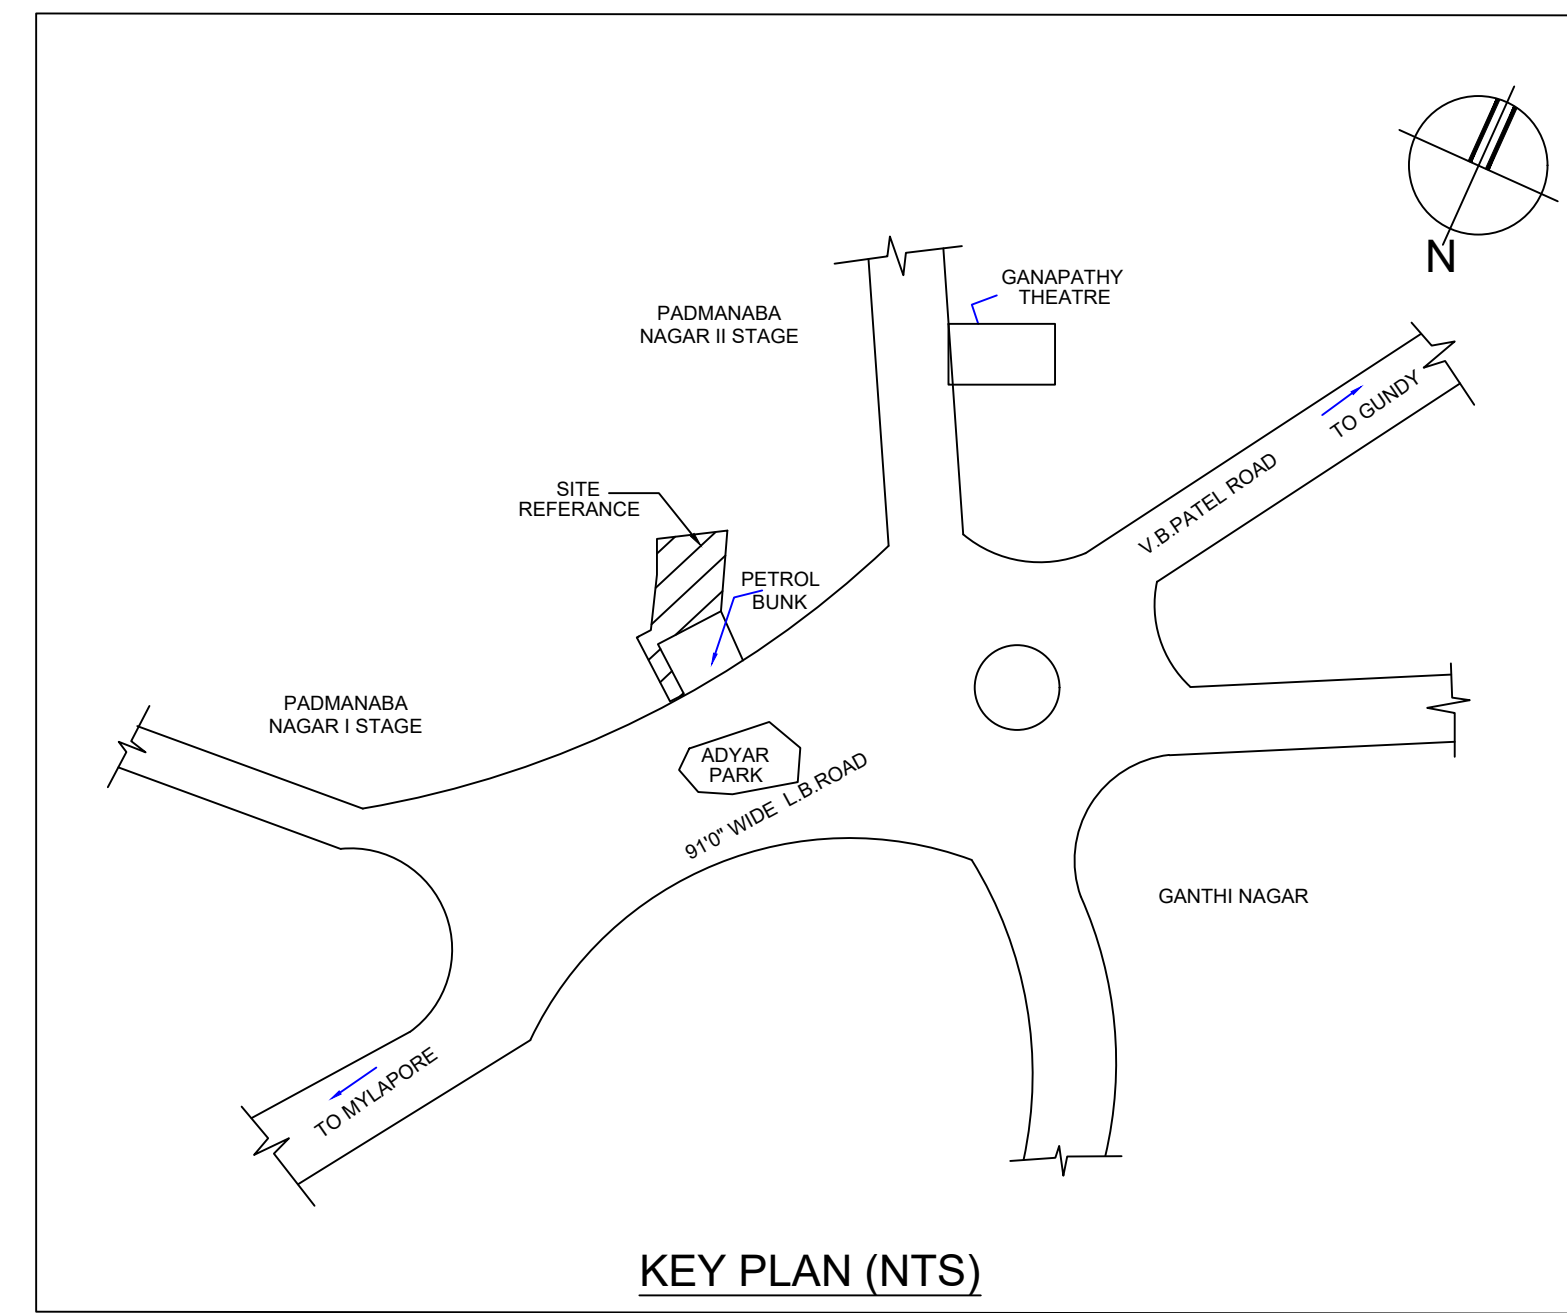 N
GANAPATHY
THEATRE
PADMANABA
NAGAR II STAGE
TO GUNDY
V.B.PATEL ROAD
SITE
REFERANCE
PETROL
BUNK
PADMANABA
NAGAR I STAGE
ADYAR
PARK
91'0" WIDE L.B.ROAD
GANTHI NAGAR
TO MYLAPORE
KEY PLAN (NTS)